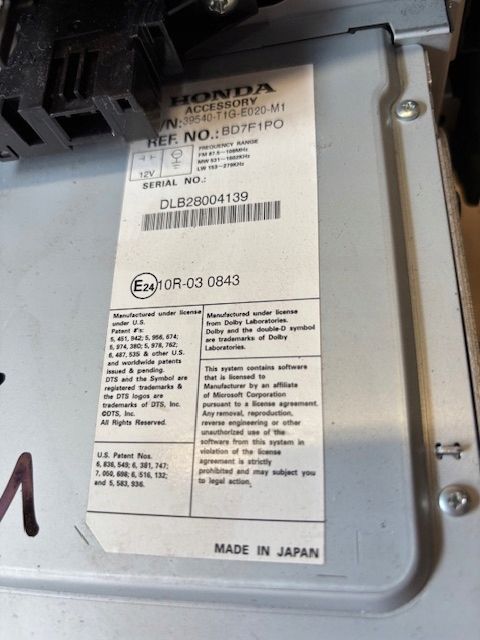 HONDA
ACCESSORY
P/N:39540-T1G-E020-M1
REF. NO.: BD7F1PO
FREQUENCY RANGE
FM 87.5~108MHz
MW 531~1602KHz
LW 153~279KHz
12V
SERIAL NO.:
DLB28004139
E24 10R-03 0843
Manufactured under license
under U.S.
Patent #'s:
5, 451, 942; 5, 956, 674;
5, 974, 380; 5, 978, 762;
6, 487, 535 & other U.S.
and worldwide patents
issued & pending.
DTS and the Symbol are
registered trademarks &
the DTS logos are
trademarks of DTS, Inc.
©DTS, Inc.
All Rights Reserved.
Manufactured under license
from Dolby Laboratories.
Dolby and the double-D symbol
are trademarks of Dolby
Laboratories.
This system contains software
that is licensed to
Manufacturer by an affiliate
of Microsoft Corporation
pursuant to a license agreement.
Any removal, reproduction,
reverse engineering or other
unauthorized use of the
software from this system in
violation of the license
agreement is strictly
prohibited and may subject you
to legal action.
U.S. Patent Nos.
6, 836, 549; 6, 381, 747;
7, 050, 698; 6, 516, 132;
and 5, 583, 936.
MADE IN JAPAN